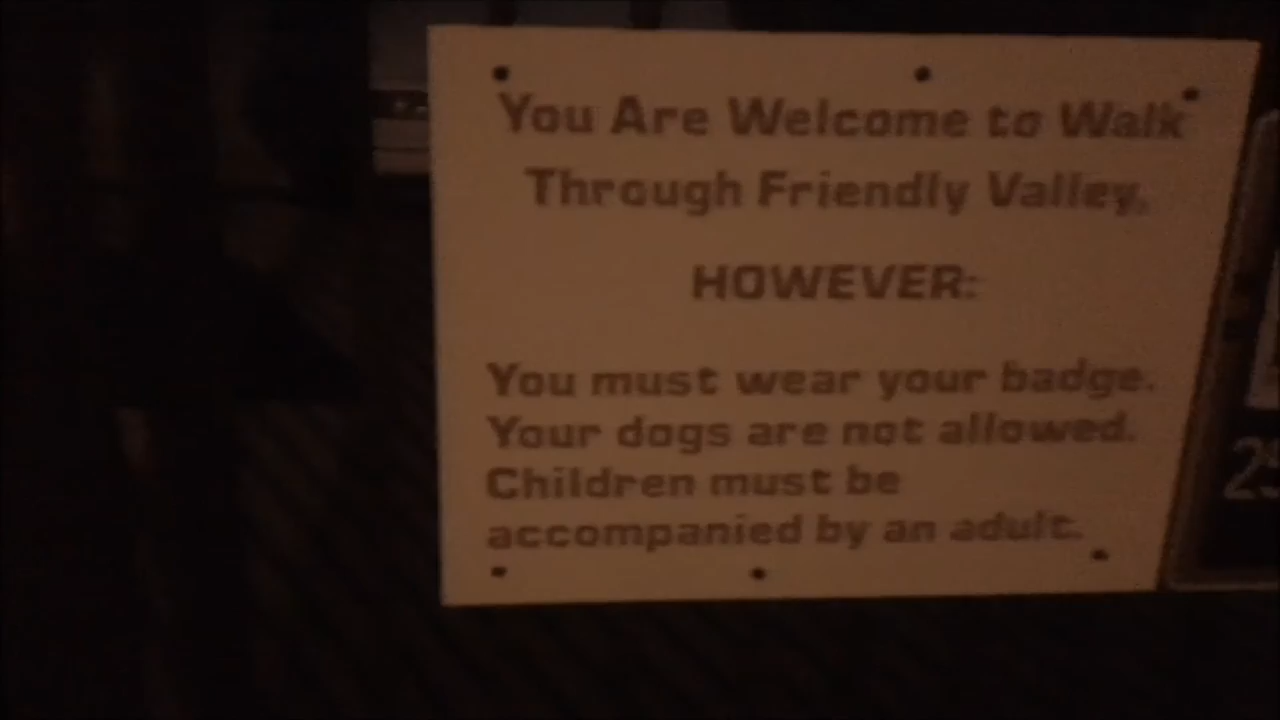 You Are Welcome to Walk
Through Friendly Valley.
HOWEVER:
You must wear your badge.
Your dogs are not allowed.
Children must be
accompanied by an adult.